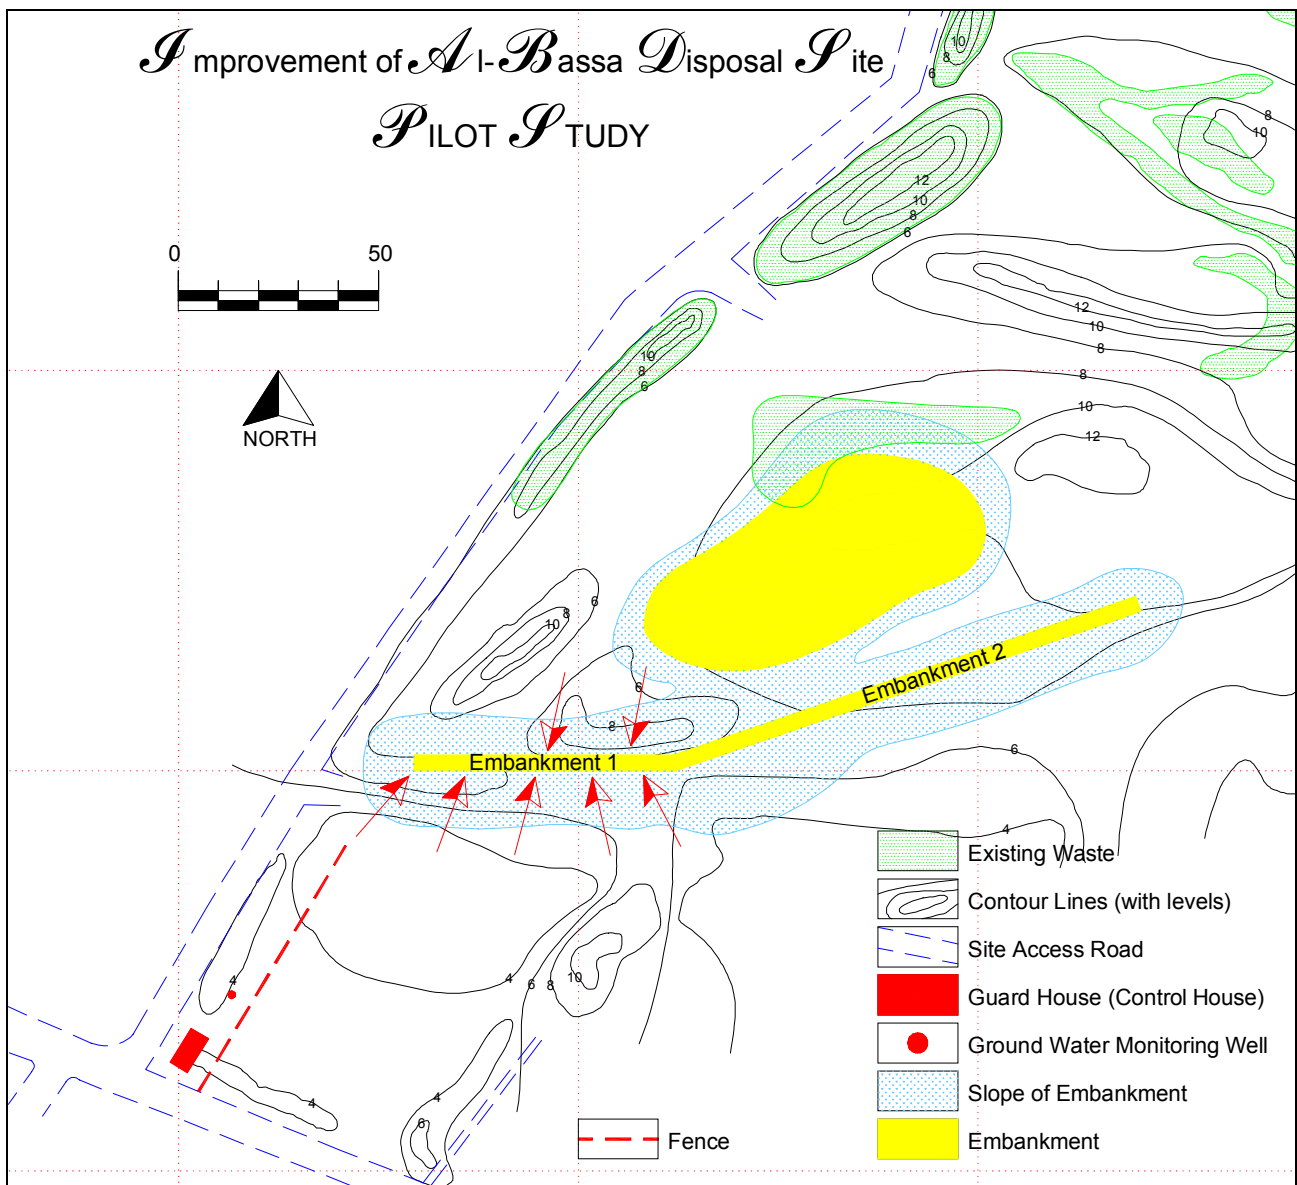 Improvement of Al-Bassa Disposal Site
PILOT STUDY
0 50
NORTH
10
8
6
12
10
8
6
8
10
12
10
8
10
8
6
8
10
12
6
8
10
6
8
Embankment 2
Embankment 1
6
4
4
4
6
8
10
4
4
6
Existing Waste
Contour Lines (with levels)
Site Access Road
Guard House (Control House)
Ground Water Monitoring Well
Slope of Embankment
Embankment
Fence